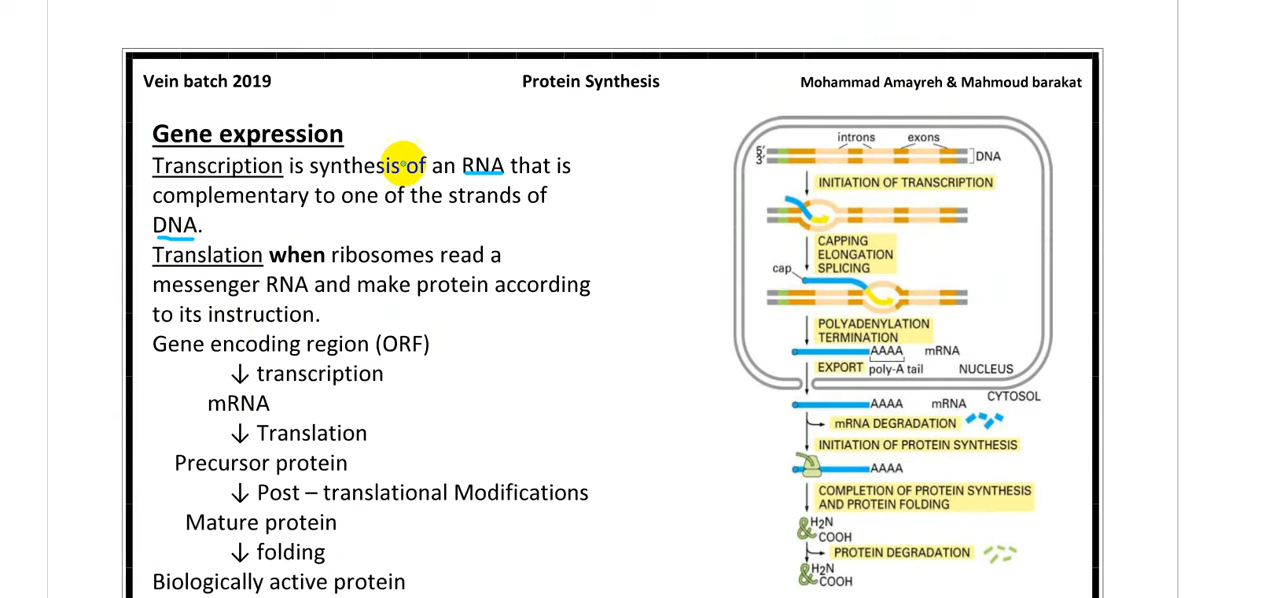 Vein batch 2019 Protein Synthesis Mohammad Amayreh & Mahmoud barakat
Gene expression
Transcription is synthesis of an RNA that is
complementary to one of the strands of
DNA.
Translation when ribosomes read a
messenger RNA and make protein according
to its instruction.
Gene encoding region (ORF)
↓ transcription
mRNA
↓ Translation
Precursor protein
↓ Post – translational Modifications
Mature protein
↓ folding
Biologically active protein
introns exons
5'
3'
DNA
INITIATION OF TRANSCRIPTION
CAPPING
ELONGATION
SPLICING
cap
POLYADENYLATION
TERMINATION
AAAA mRNA
EXPORT poly-A tail NUCLEUS
CYTOSOL
AAAA mRNA
mRNA DEGRADATION
INITIATION OF PROTEIN SYNTHESIS
AAAA
COMPLETION OF PROTEIN SYNTHESIS
AND PROTEIN FOLDING
H2N
COOH
PROTEIN DEGRADATION
H2N
COOH